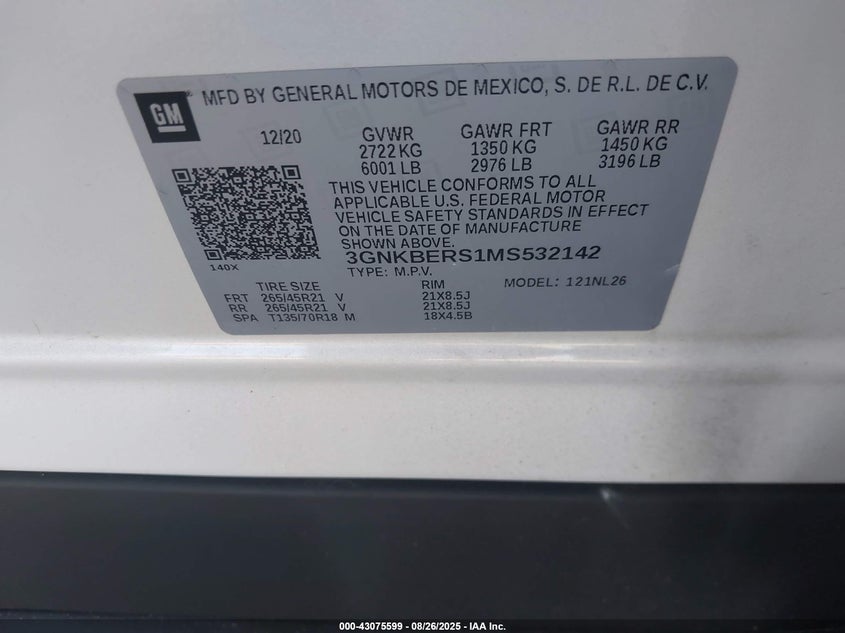 GM ® MFD BY GENERAL MOTORS DE MEXICO, S. DE R.L. DE C.V.
12/20 GVWR GAWR FRT GAWR RR
2722 KG 1350 KG 1450 KG
6001 LB 2976 LB 3196 LB
THIS VEHICLE CONFORMS TO ALL
APPLICABLE U.S. FEDERAL MOTOR
VEHICLE SAFETY STANDARDS IN EFFECT
ON THE DATE OF MANUFACTURE
SHOWN ABOVE.
3GNKBERS1MS532142
140X
TYPE: M.P.V. MODEL: 121NL26
TIRE SIZE RIM
FRT 265/45R21 V 21X8.5J
RR 265/45R21 V 21X8.5J
SPA T135/70R18 M 18X4.5B
000-43075599 - 08/26/2025 - IAA Inc.